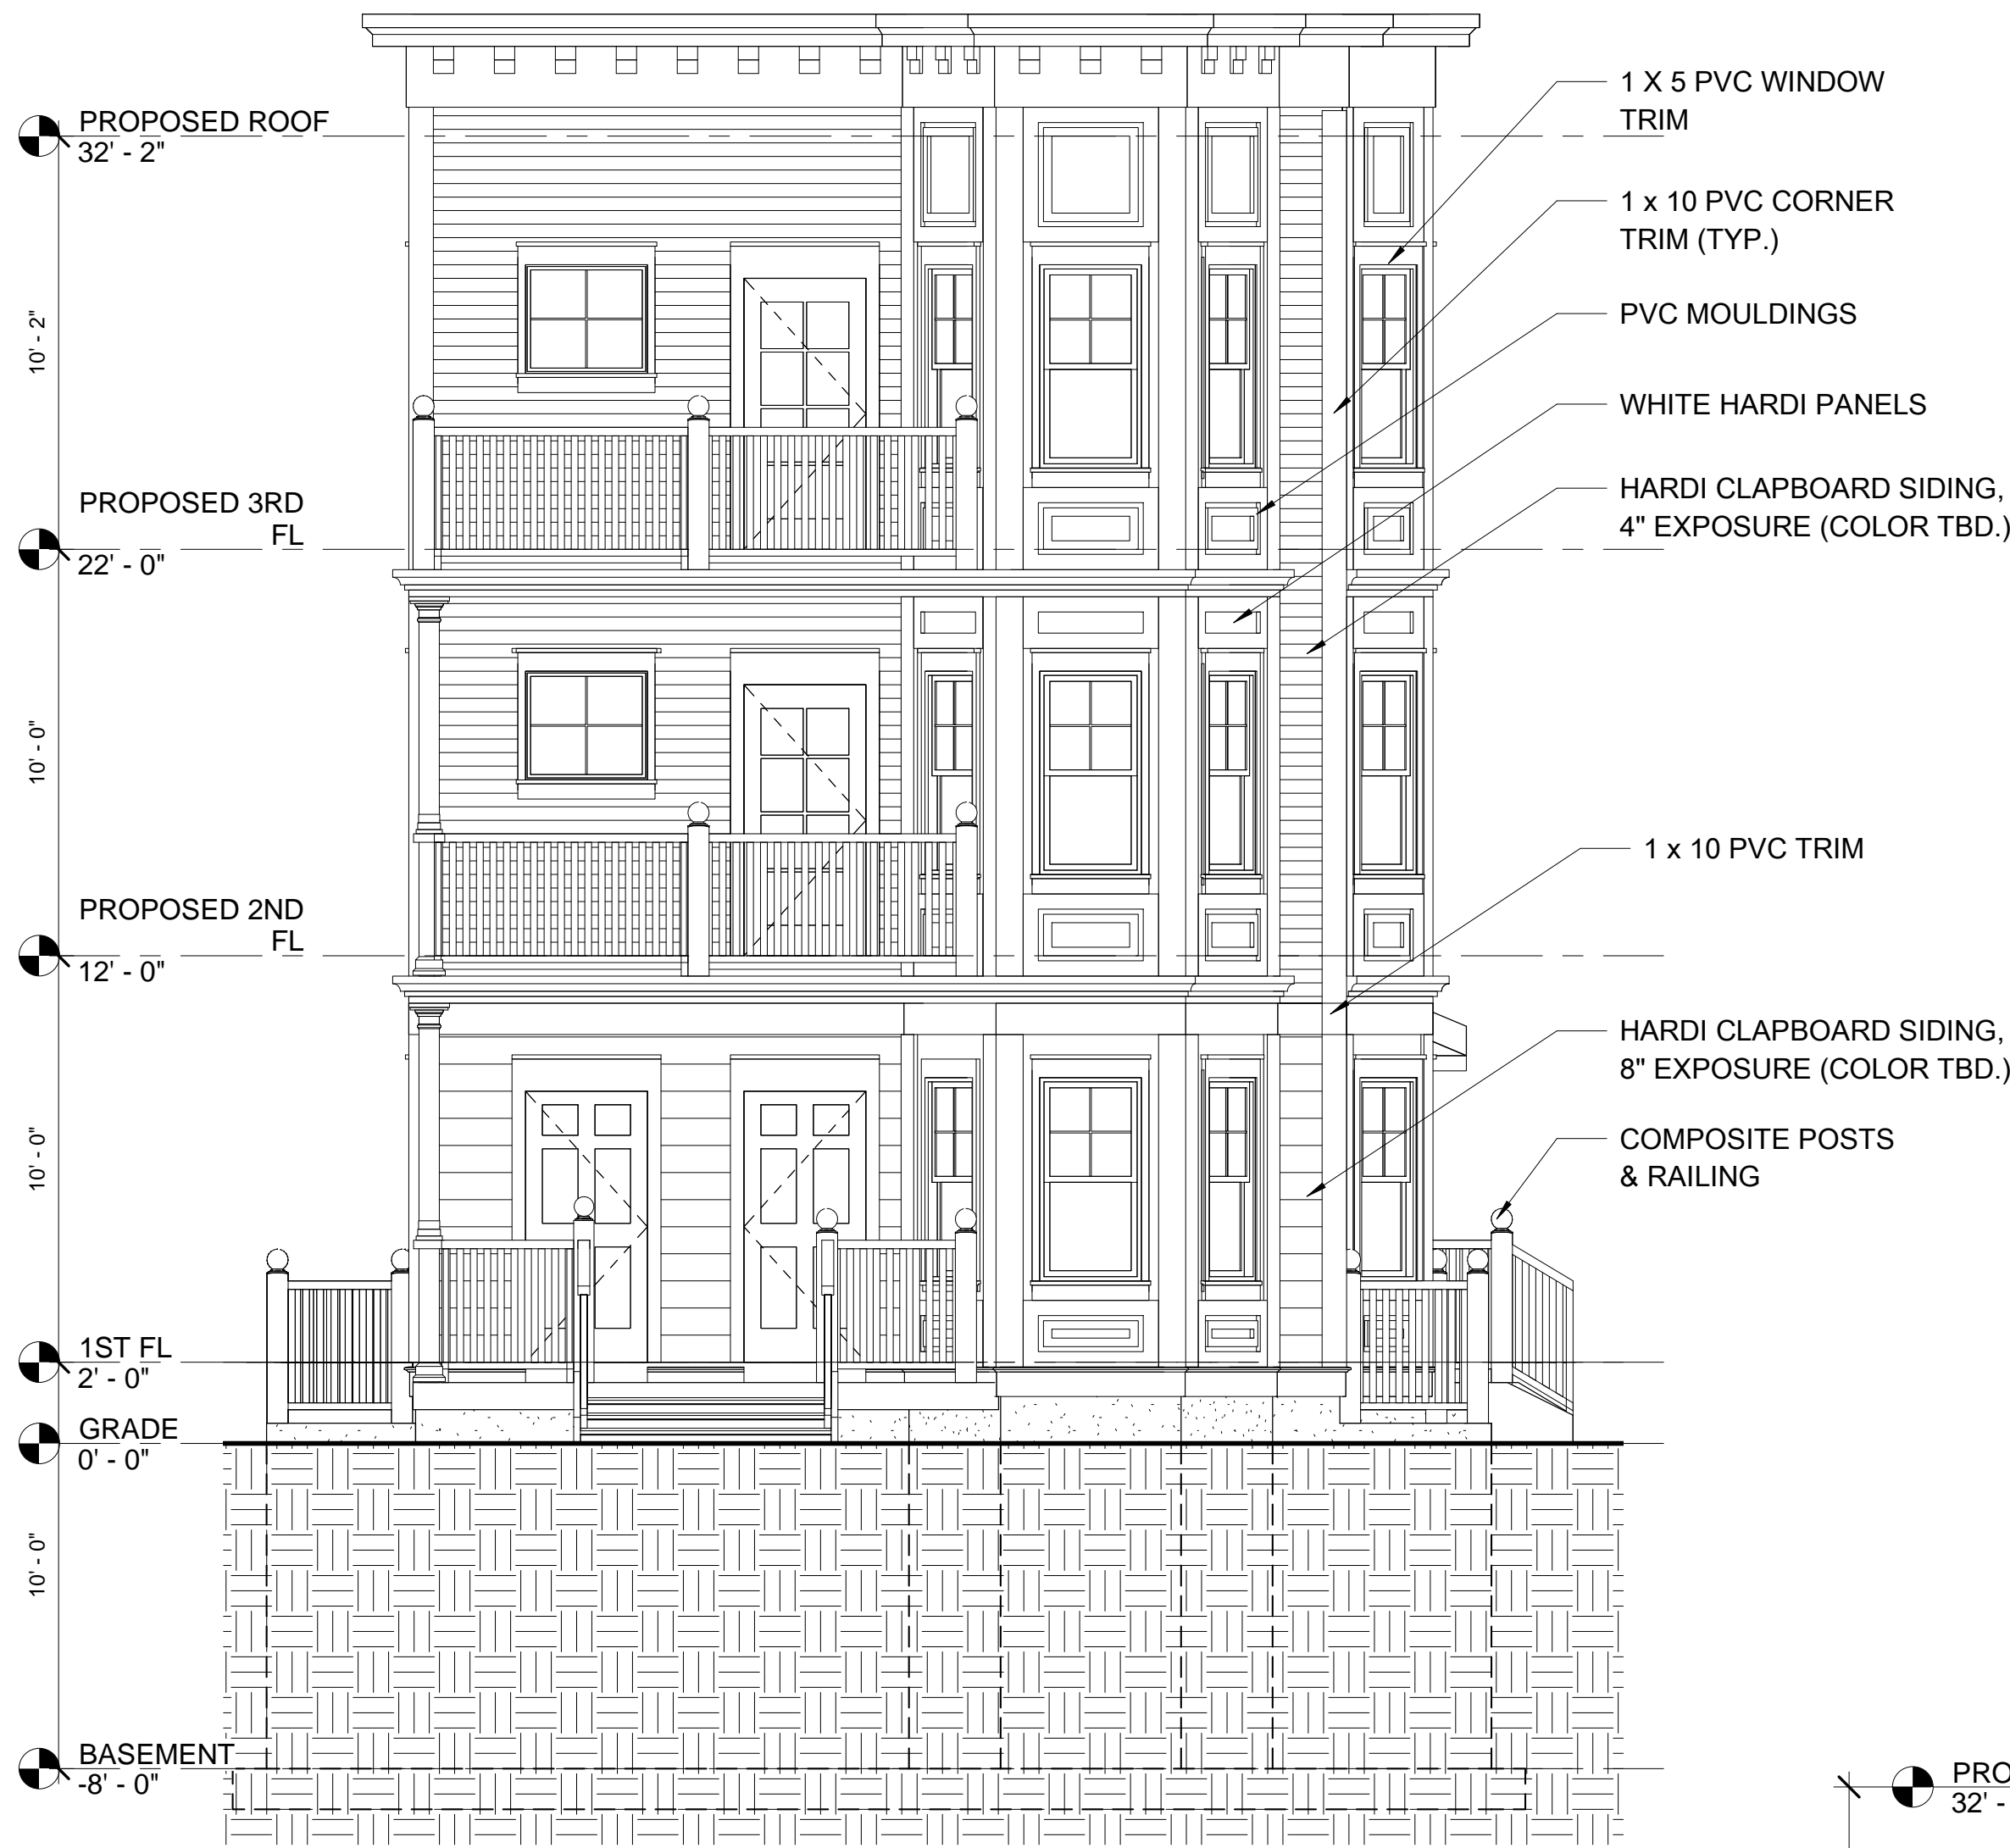 PROPOSED ROOF
32' - 2"
10' - 2"
PROPOSED 3RD
FL
22' - 0"
10' - 0"
PROPOSED 2ND
FL
12' - 0"
10' - 0"
1ST FL
2' - 0"
GRADE
0' - 0"
10' - 0"
BASEMENT
-8' - 0"
1 X 5 PVC WINDOW
TRIM
1 x 10 PVC CORNER
TRIM (TYP.)
PVC MOULDINGS
WHITE HARDI PANELS
HARDI CLAPBOARD SIDING,
4" EXPOSURE (COLOR TBD.)
1 x 10 PVC TRIM
HARDI CLAPBOARD SIDING,
8" EXPOSURE (COLOR TBD.)
COMPOSITE POSTS
& RAILING
PRO
32' -